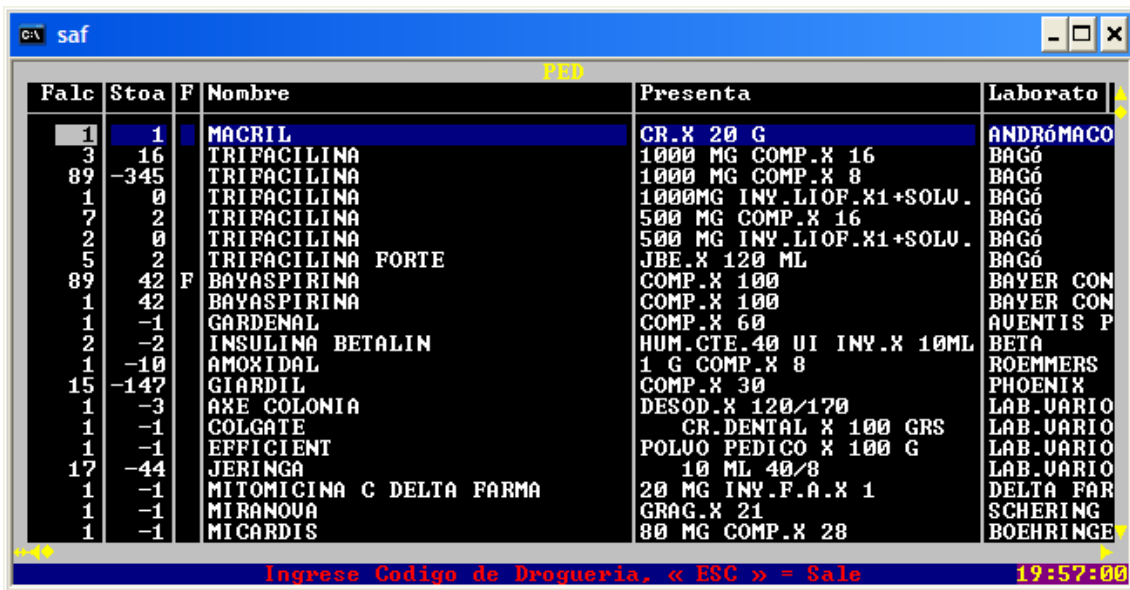 saf
PED
Falc Stoa F Nombre Presenta Laborato
1 1 MACRIL CR.X 20 G ANDRóMACO
3 16 TRIFACILINA 1000 MG COMP.X 16 BAGó
89 -345 TRIFACILINA 1000 MG COMP.X 8 BAGó
1 0 TRIFACILINA 1000MG INY.LIOF.X1+SOLV. BAGó
7 2 TRIFACILINA 500 MG COMP.X 16 BAGó
2 0 TRIFACILINA 500 MG INY.LIOF.X1+SOLV. BAGó
5 2 TRIFACILINA FORTE JBE.X 120 ML BAGó
89 42 F BAYASPIRINA COMP.X 100 BAYER CON
1 42 BAYASPIRINA COMP.X 100 BAYER CON
1 -1 GARDENAL COMP.X 60 AVENTIS P
2 -2 INSULINA BETALIN HUM.CTE.40 UI INY.X 10ML BETA
1 -10 AMOXIDAL 1 G COMP.X 8 ROEMMERS
15 -147 GIARDIL COMP.X 30 PHOENIX
1 -3 AXE COLONIA DESOD.X 120/170 LAB.VARIO
1 -1 COLGATE CR.DENTAL X 100 GRS LAB.VARIO
1 -1 EFFICIENT POLVO PEDICO X 100 G LAB.VARIO
17 -44 JERINGA 10 ML 40/8 LAB.VARIO
1 -1 MITOMICINA C DELTA FARMA 20 MG INY.F.A.X 1 DELTA FAR
1 -1 MIRANOVA GRAG.X 21 SCHERING
1 -1 MICARDIS 80 MG COMP.X 28 BOEHRINGE
Ingrese Codigo de Drogueria, « ESC » = Sale 19:57:00